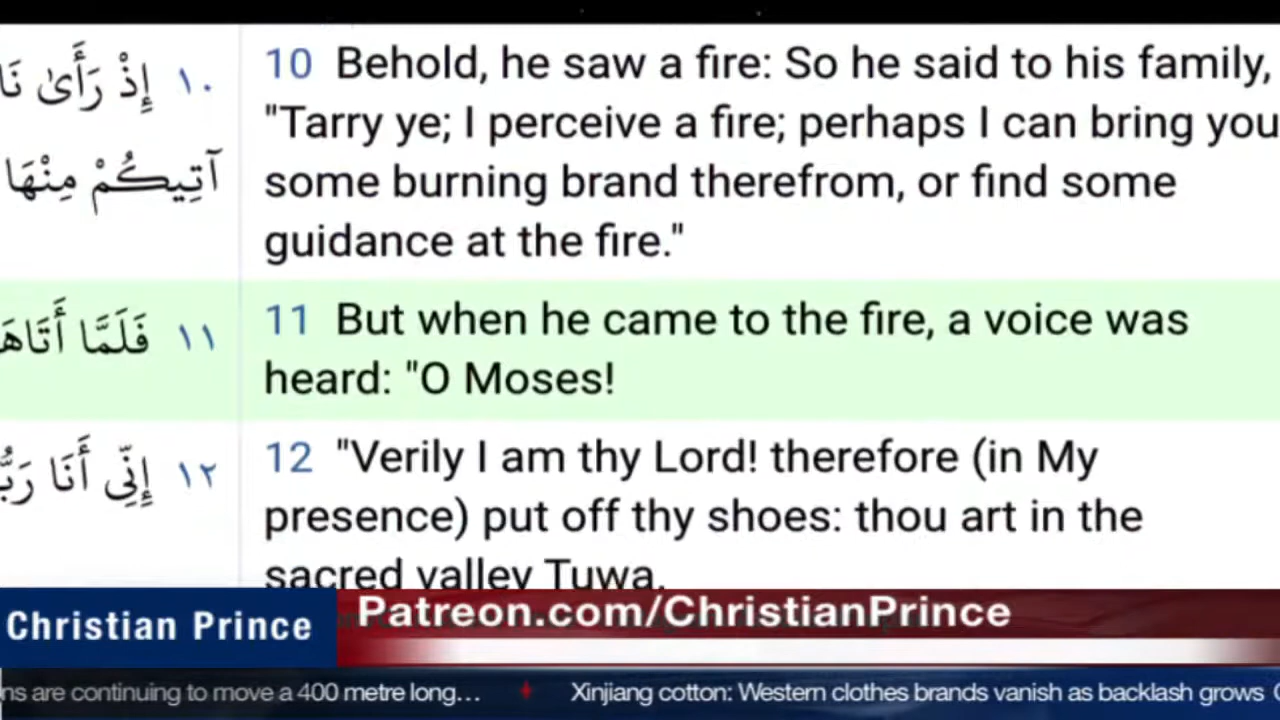 10 Behold, he saw a fire: So he said to his family,
"Tarry ye; I perceive a fire; perhaps I can bring you
some burning brand therefrom, or find some
guidance at the fire."
١٠ إِذْ رَأَىٰ نَا
آتِيكُمْ مِنْهَا
11 But when he came to the fire, a voice was
heard: "O Moses!
١١ فَلَمَّا أَتَاهَ
12 "Verily I am thy Lord! therefore (in My
presence) put off thy shoes: thou art in the
sacred valley Tuwa.
١٢ إِنِّي أَنَا رَبُّ
Christian Prince
Patreon.com/ChristianPrince
ns are continuing to move a 400 metre long... Xinjiang cotton: Western clothes brands vanish as backlash grows